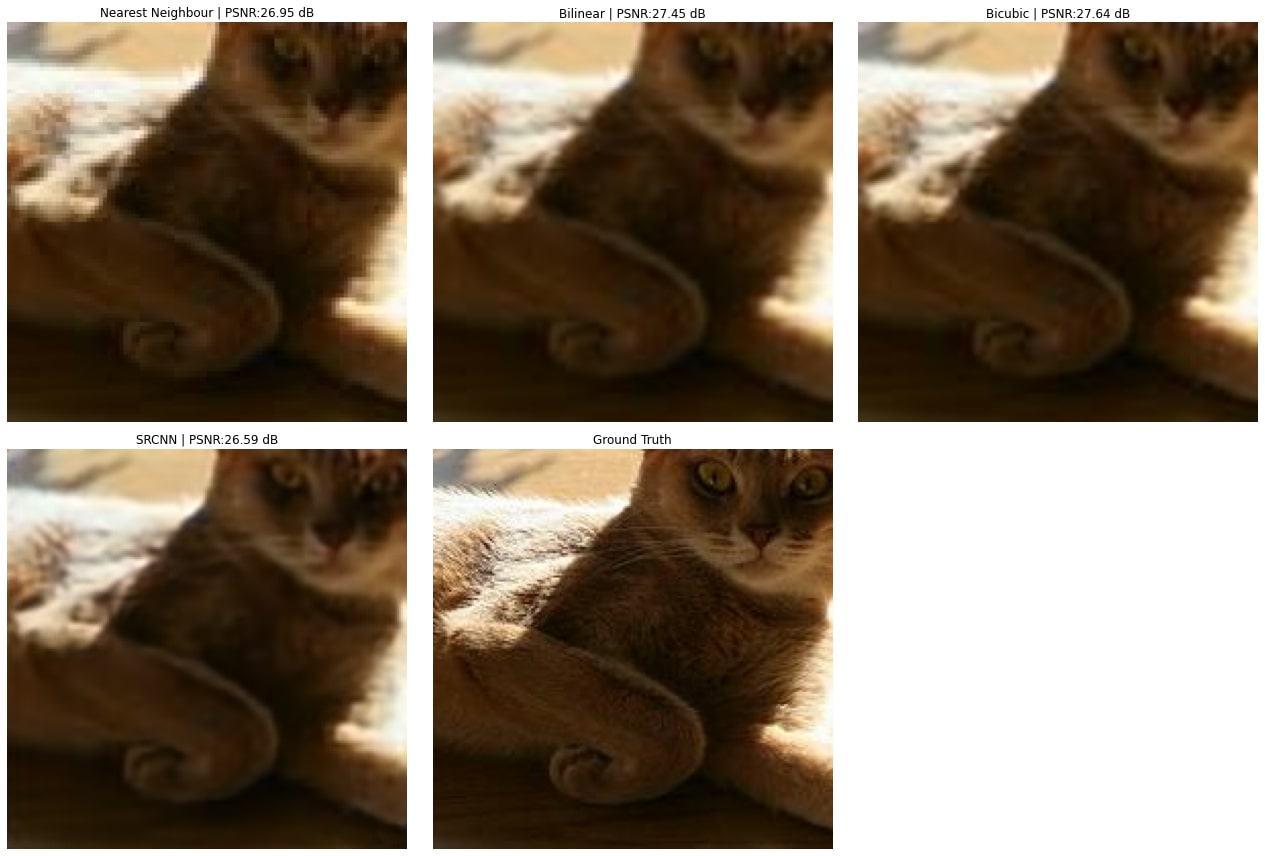 Nearest Neighbour | PSNR:26.95 dB
Bilinear | PSNR:27.45 dB
Bicubic | PSNR:27.64 dB
SRCNN | PSNR:26.59 dB
Ground Truth